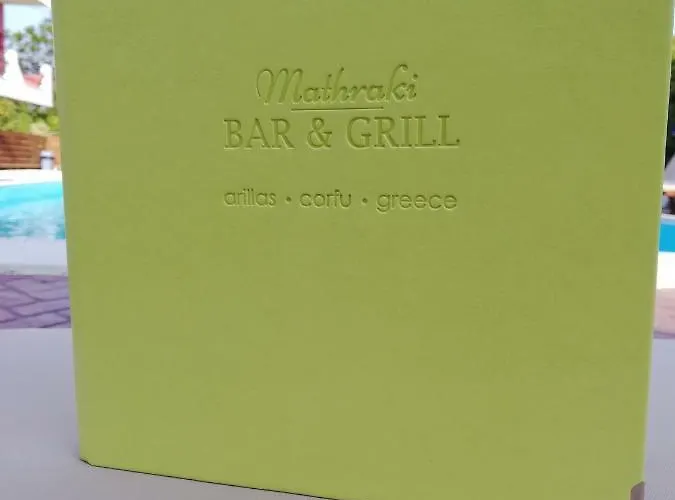 Mathraki
BAR & GRILL
arillas • corfu • greece